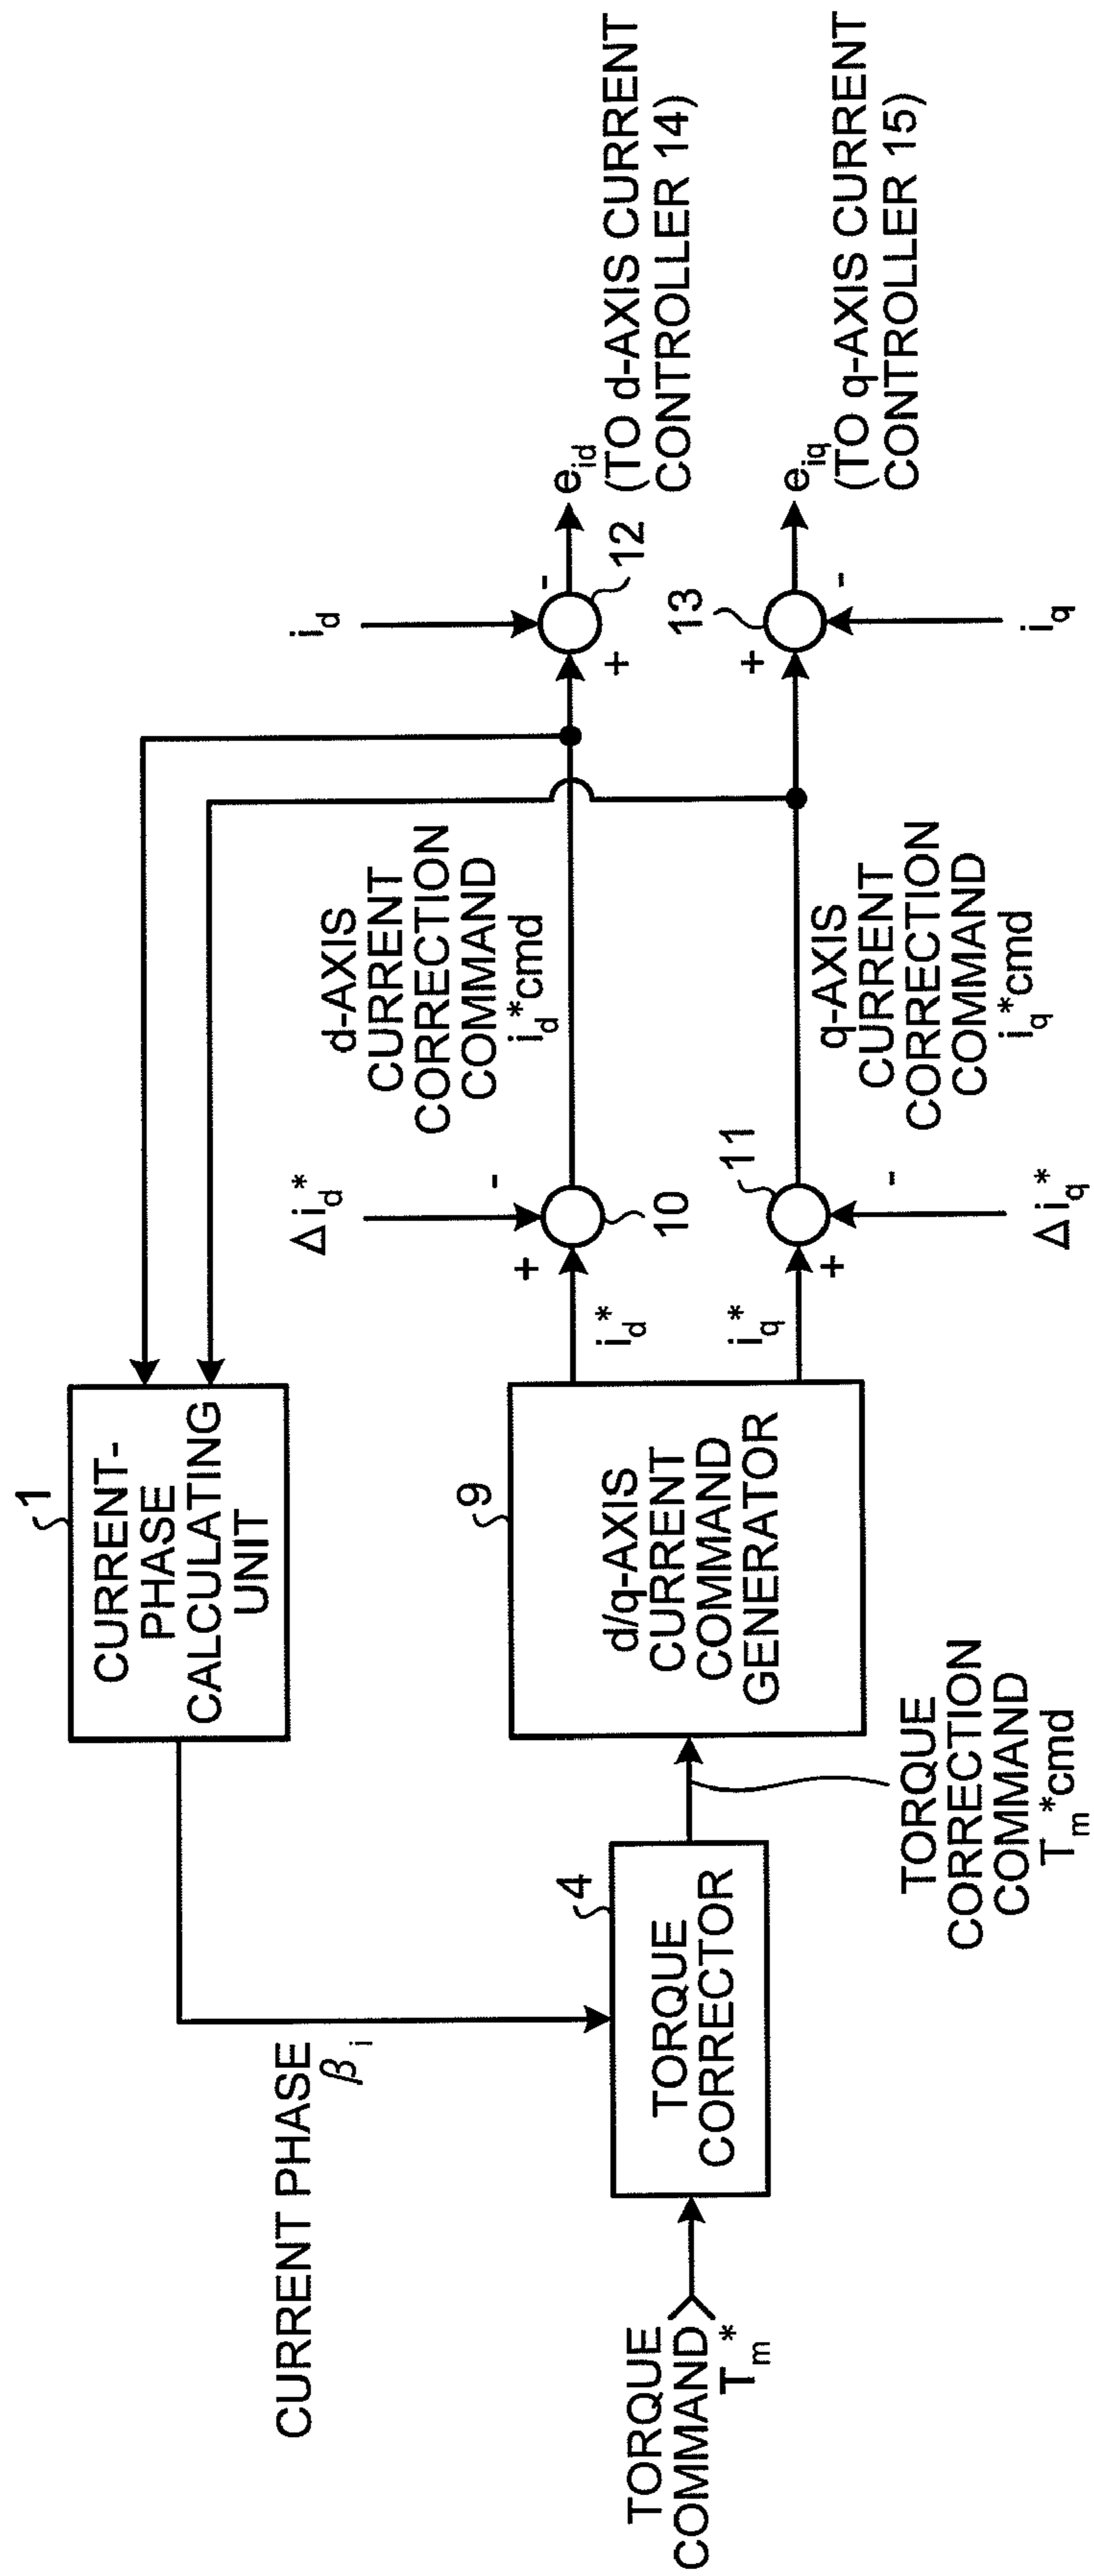 1
CURRENT-
PHASE
CALCULATING
UNIT
CURRENT PHASE
βi
TORQUE
COMMAND
Tm*
4
TORQUE
CORRECTOR
TORQUE
CORRECTION
COMMAND
Tm*cmd
9
d/q-AXIS
CURRENT
COMMAND
GENERATOR
id*
iq*
Δid*
+
-
10
Δiq*
+
-
11
d-AXIS
CURRENT
CORRECTION
COMMAND
id*cmd
q-AXIS
CURRENT
CORRECTION
COMMAND
iq*cmd
id
+
-
12
iq
+
-
13
eid
(TO d-AXIS CURRENT
CONTROLLER 14)
eiq
(TO q-AXIS CURRENT
CONTROLLER 15)